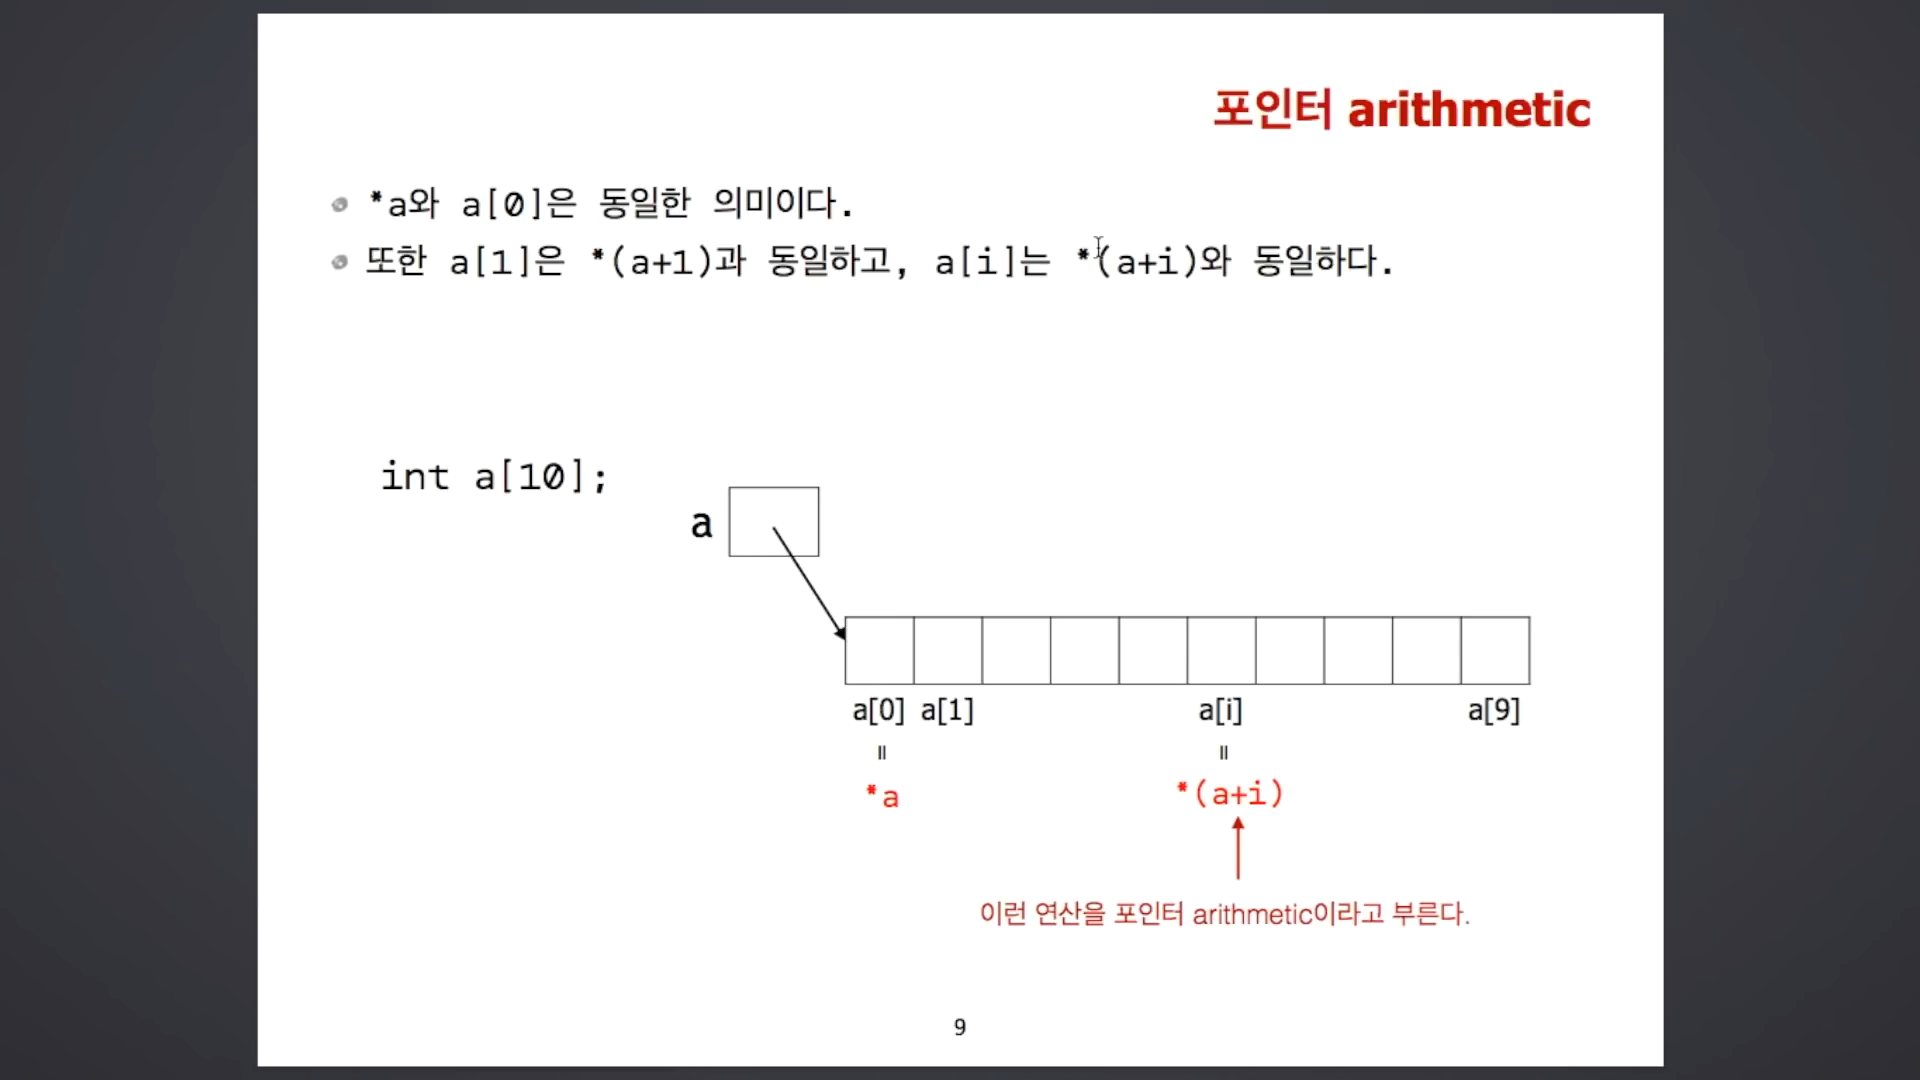 포인터 arithmetic
*a와 a[0]은 동일한 의미이다.
또한 a[1]은 *(a+1)과 동일하고, a[i]는 *(a+i)와 동일하다.
int a[10];
a
a[0] a[1] a[i] a[9]
= =
*a *(a+i)
이런 연산을 포인터 arithmetic이라고 부른다.
9